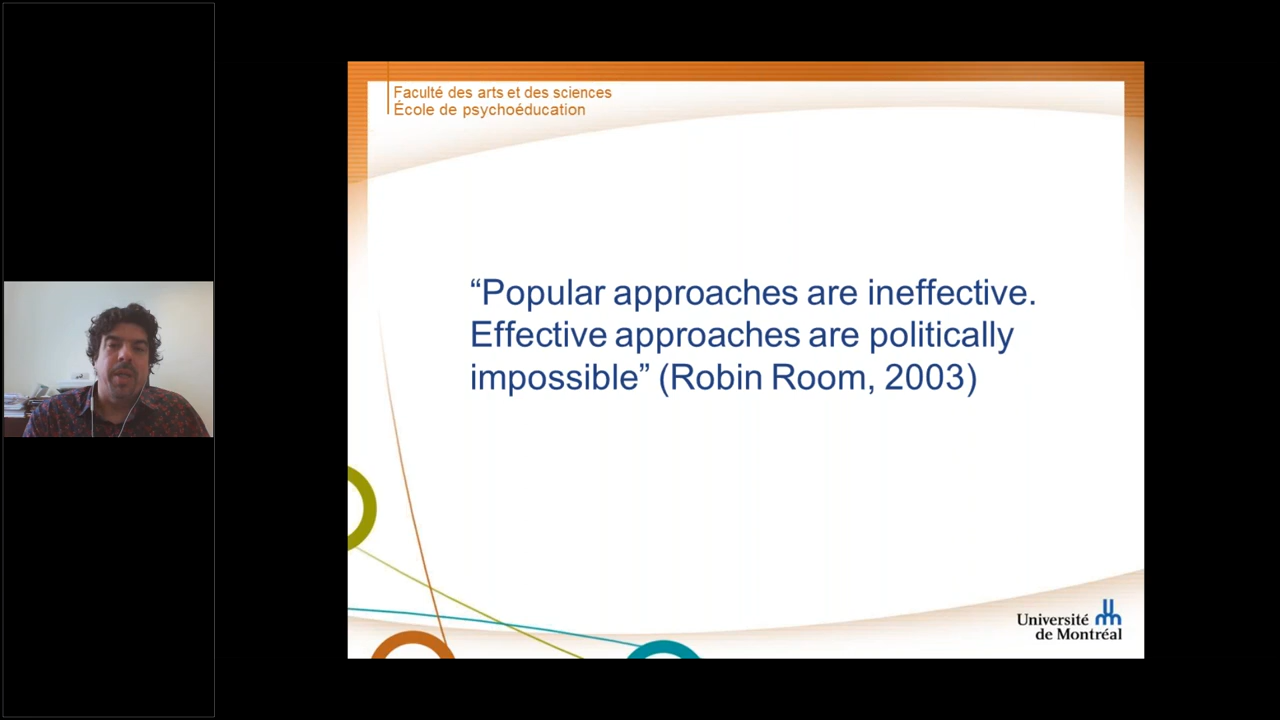 Faculté des arts et des sciences
École de psychoéducation
“Popular approaches are ineffective.
Effective approaches are politically
impossible” (Robin Room, 2003)
Université
de Montréal